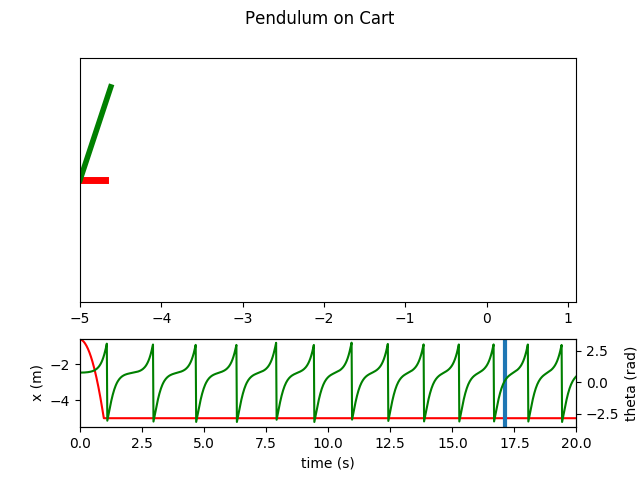 Pendulum on Cart
−5 −4 −3 −2 −1 0 1
x (m)
−2
−4
2.5
0.0
−2.5
theta (rad)
0.0 2.5 5.0 7.5 10.0 12.5 15.0 17.5 20.0
time (s)